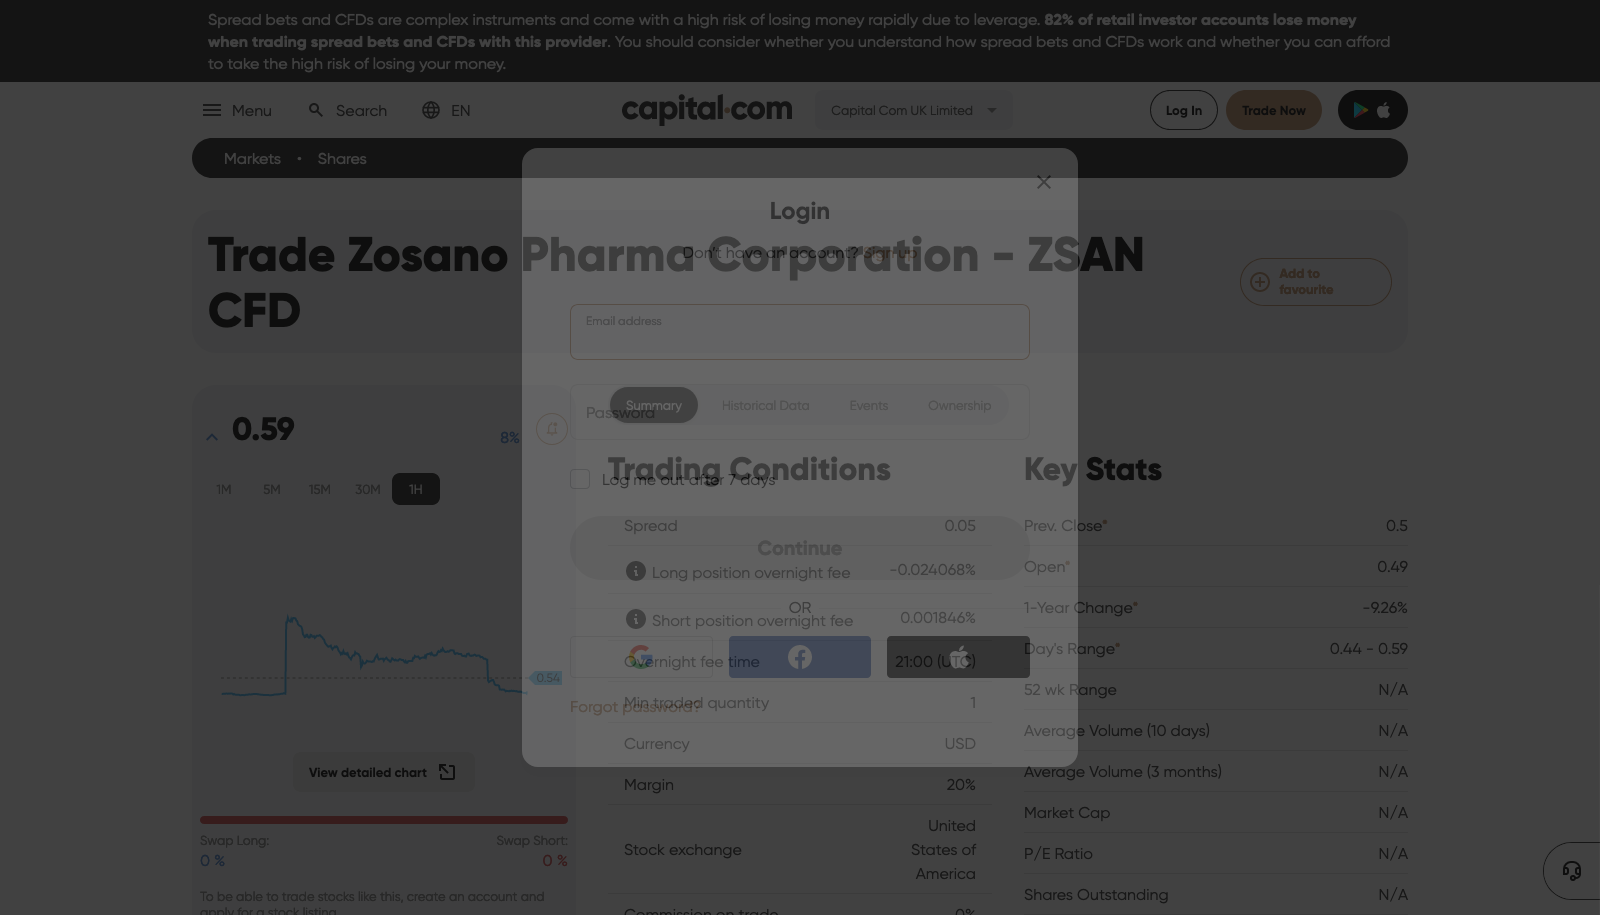 Spread bets and CFDs are complex instruments and come with a high risk of losing money rapidly due to leverage. 82% of retail investor accounts lose money
when trading spread bets and CFDs with this provider. You should consider whether you understand how spread bets and CFDs work and whether you can afford
to take the high risk of losing your money.
Menu
Search
EN
capital.com
Capital Com UK Limited
Log In
Trade Now
Markets • Shares
Trade Zosano Pharma Corporation - ZSAN
CFD
Add to
favourite
Login
Don't have an account? Sign up
Email address
Password
Log me out after 7 days
Continue
OR
Forgot password?
0.59
8%
1M
5M
15M
30M
1H
0.54
View detailed chart
Swap Long:
Swap Short:
0 %
0 %
To be able to trade stocks like this, create an account and
apply for a stock listing
Summary
Historical Data
Events
Ownership
Trading Conditions
Spread 0.05
Long position overnight fee -0.024068%
Short position overnight fee 0.001846%
Overnight fee time 21:00 (UTC)
Min traded quantity 1
Currency USD
Margin 20%
Stock exchange United
States of
America
Commission on trade 0%
Key Stats
Prev. Close* 0.5
Open* 0.49
1-Year Change* -9.26%
Day's Range* 0.44 - 0.59
52 wk Range N/A
Average Volume (10 days) N/A
Average Volume (3 months) N/A
Market Cap N/A
P/E Ratio N/A
Shares Outstanding N/A